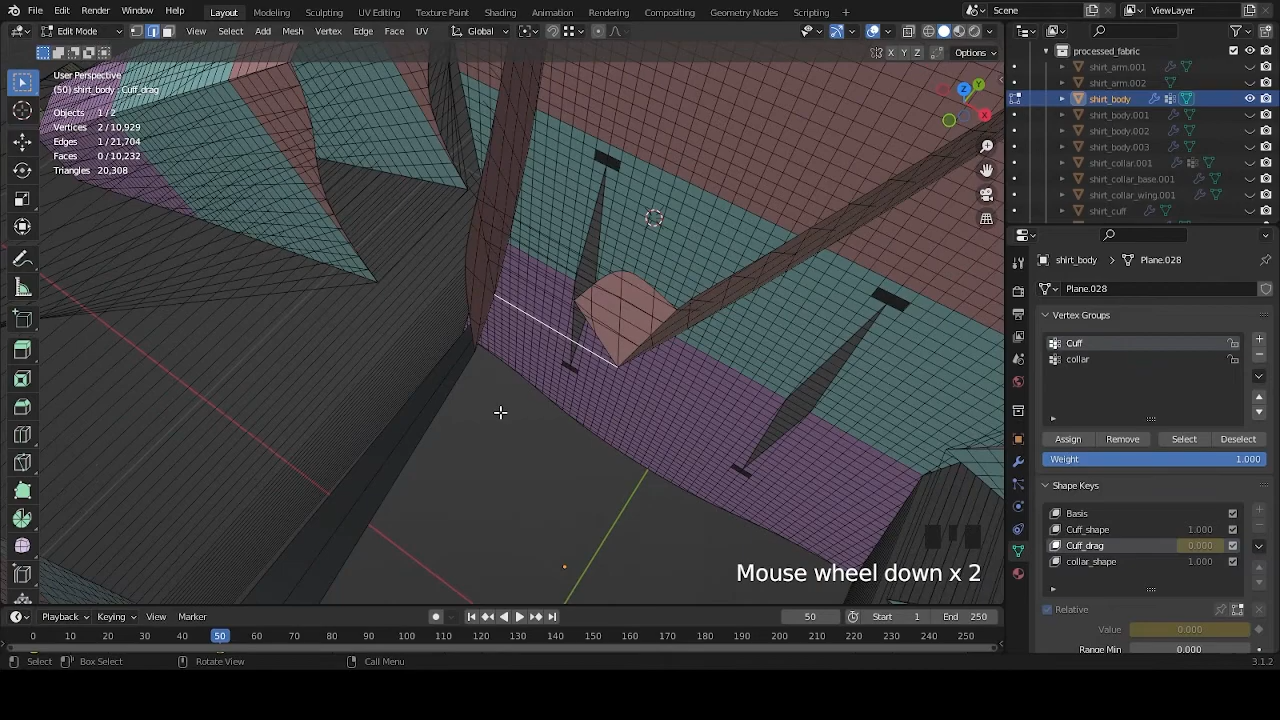 File Edit Render Window Help Layout Modeling Sculpting UV Editing Texture Paint Shading Animation Rendering Compositing Geometry Nodes Scripting + Scene ViewLayer
Edit Mode View Select Add Mesh Vertex Edge Face UV Global
X Y Z Options
User Perspective
(50) shirt_body : Cuff_drag
Objects 1/2
Vertices 2/10,929
Edges 1/21,704
Faces 0/10,232
Triangles 20,308
Z Y X
Mouse wheel down x 2
processed_fabric
shirt_arm.001
shirt_arm.002
shirt_body
shirt_body.001
shirt_body.002
shirt_body.003
shirt_collar.001
shirt_collar_base.001
shirt_collar_wing.001
shirt_cuff
shirt_body > Plane.028
Plane.028
Vertex Groups
Cuff
collar
Assign Remove Select Deselect
Weight 1.000
Shape Keys
Basis
Cuff_shape 1.000
Cuff_drag 0.000
collar_shape 1.000
Relative
Value 0.000
Range Min 0.000
Playback Keying View Marker 50 Start 1 End 250
0 10 20 30 40 50 60 70 80 90 100 110 120 130 140 150 160 170 180 190 200 210 220 230 240 250
Select Box Select Rotate View Call Menu 3.1.2